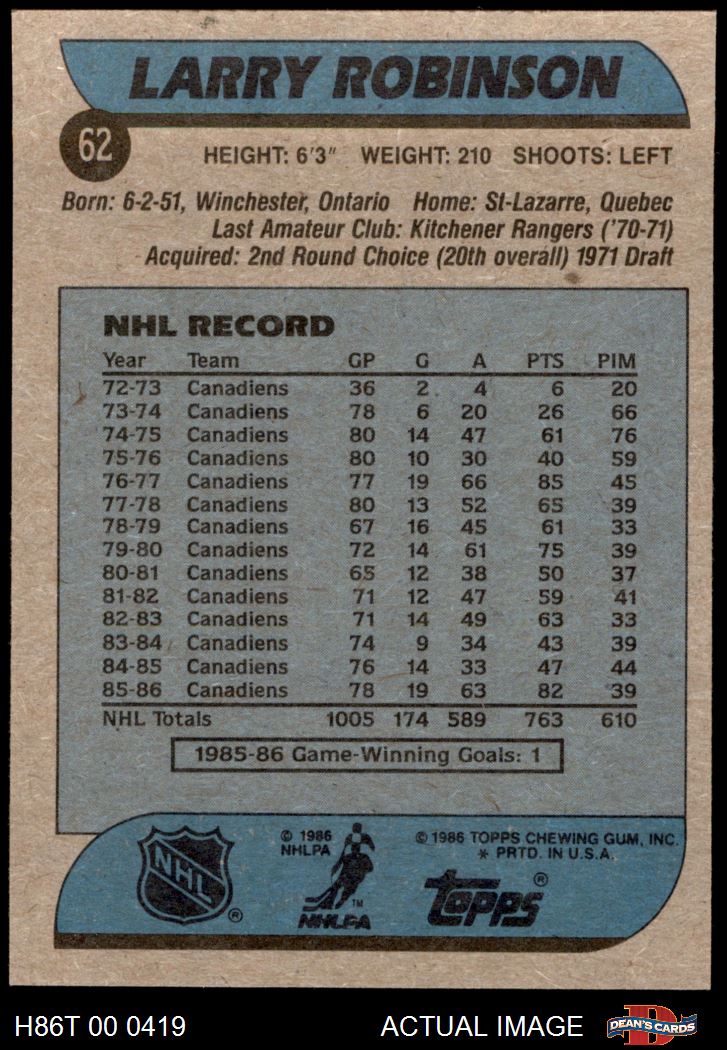 LARRY ROBINSON
62
HEIGHT: 6'3" WEIGHT: 210 SHOOTS: LEFT
Born: 6-2-51, Winchester, Ontario Home: St-Lazarre, Quebec
Last Amateur Club: Kitchener Rangers ('70-71)
Acquired: 2nd Round Choice (20th overall) 1971 Draft
NHL RECORD
Year Team GP G A PTS PIM
72-73 Canadiens 36 2 4 6 20
73-74 Canadiens 78 6 20 26 66
74-75 Canadiens 80 14 47 61 76
75-76 Canadiens 80 10 30 40 59
76-77 Canadiens 77 19 66 85 45
77-78 Canadiens 80 13 52 65 39
78-79 Canadiens 67 16 45 61 33
79-80 Canadiens 72 14 61 75 39
80-81 Canadiens 65 12 38 50 37
81-82 Canadiens 71 12 47 59 41
82-83 Canadiens 71 14 49 63 33
83-84 Canadiens 74 9 34 43 39
84-85 Canadiens 76 14 33 47 44
85-86 Canadiens 78 19 63 82 39
NHL Totals 1005 174 589 763 610
1985-86 Game-Winning Goals: 1
NHL ®
© 1986
NHLPA
TM
NHLPA
© 1986 TOPPS CHEWING GUM, INC.
* PRTD. IN U.S.A.
topps ®
H86T 00 0419 ACTUAL IMAGE
D
DEAN'S CARDS